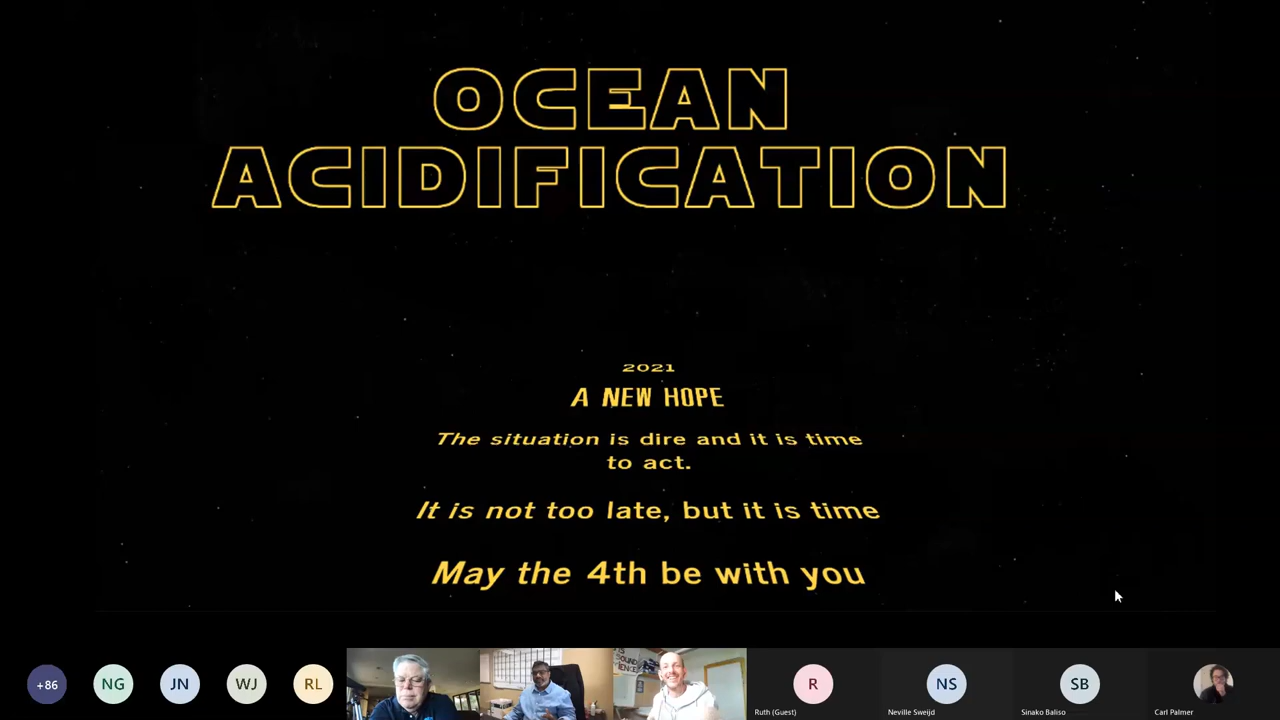 OCEAN
ACIDIFICATION
2021
A NEW HOPE
The situation is dire and it is time
to act.
It is not too late, but it is time
May the 4th be with you
+86
NG
JN
WJ
RL
SOUND
R
NS
SB
Ruth (Guest)
Neville Sweijd
Sinako Baliso
Carl Palmer